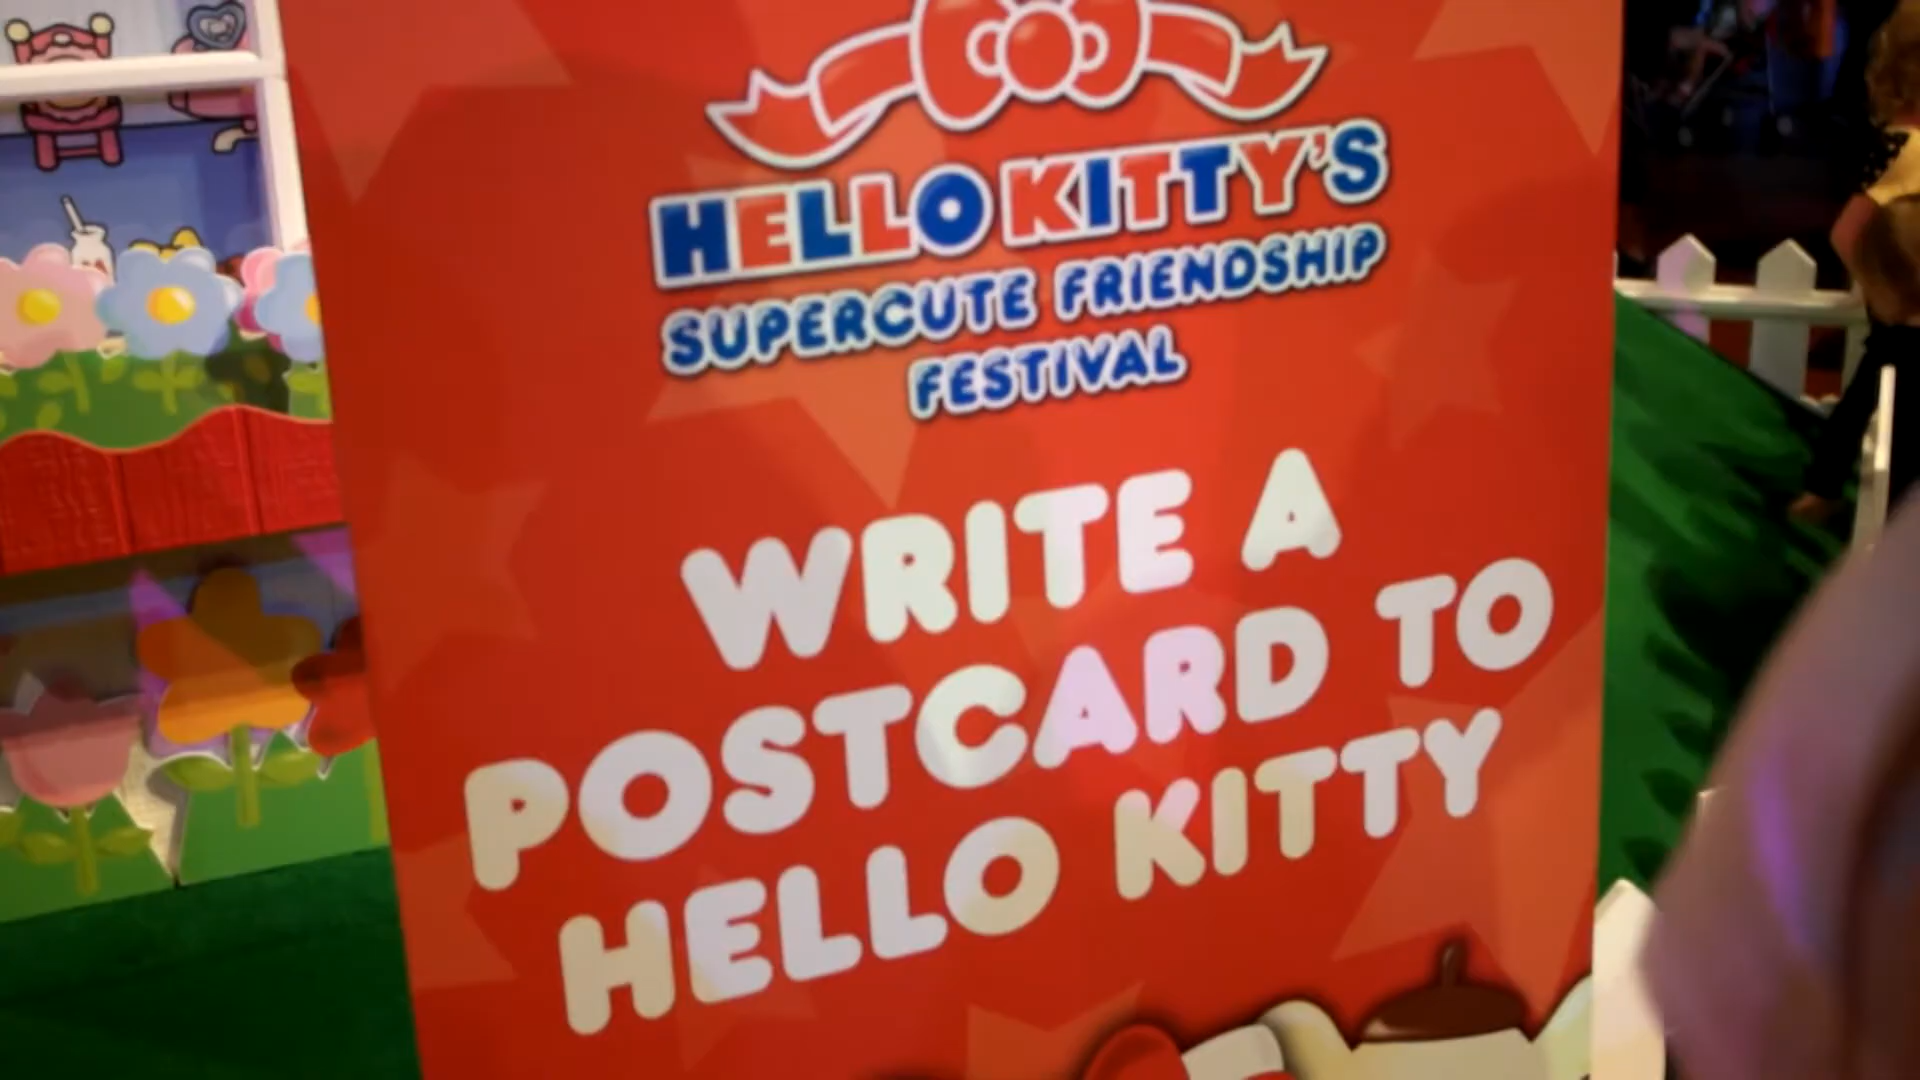 HELLO KITTY'S
SUPERCUTE FRIENDSHIP
FESTIVAL
WRITE A
POSTCARD TO
HELLO KITTY